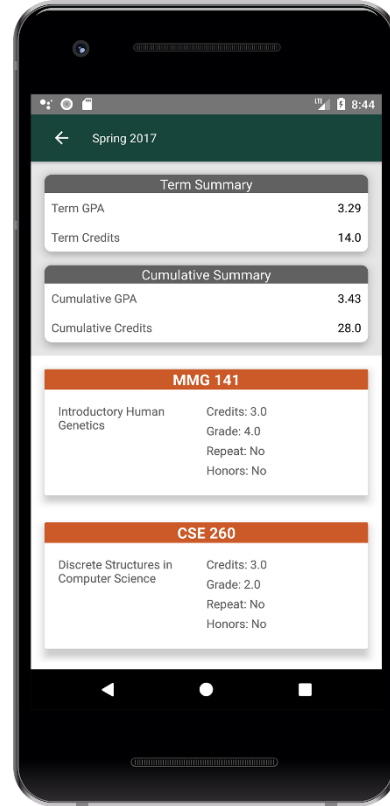 LTE 8:44
Spring 2017
Term Summary
Term GPA 3.29
Term Credits 14.0
Cumulative Summary
Cumulative GPA 3.43
Cumulative Credits 28.0
MMG 141
Introductory Human Genetics
Credits: 3.0
Grade: 4.0
Repeat: No
Honors: No
CSE 260
Discrete Structures in
Computer Science
Credits: 3.0
Grade: 2.0
Repeat: No
Honors: No